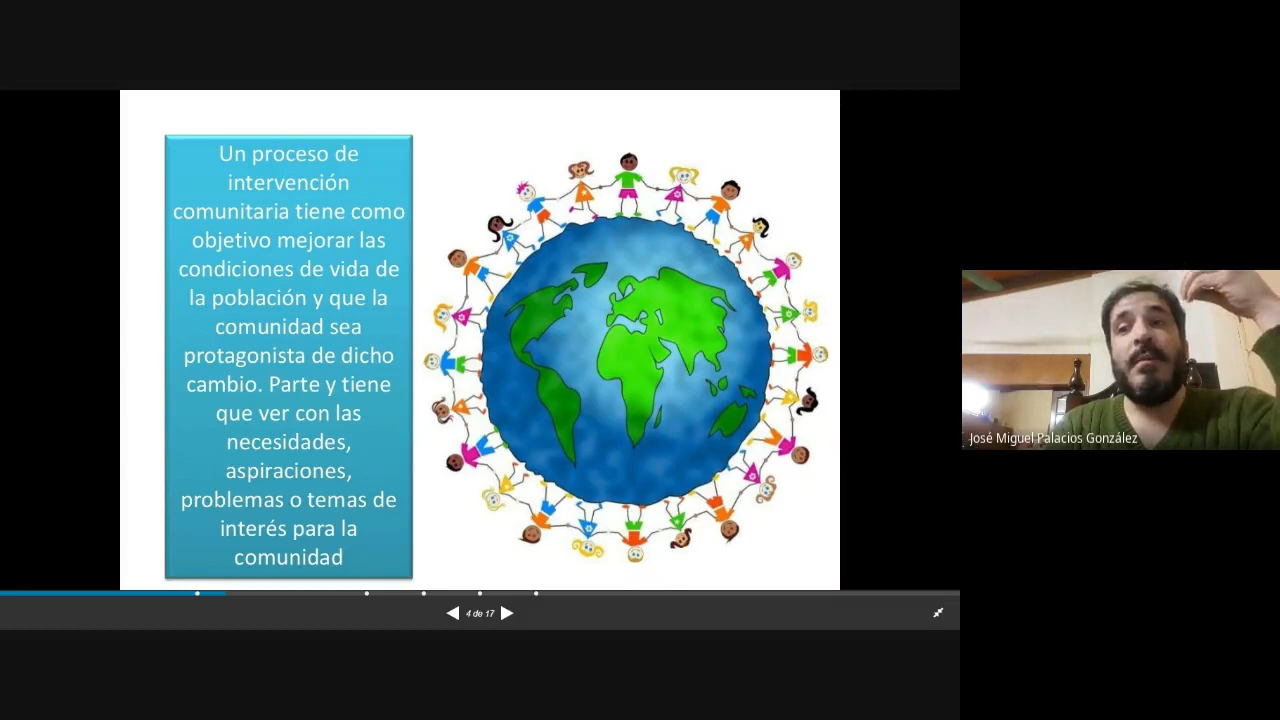 Un proceso de
intervención
comunitaria tiene como
objetivo mejorar las
condiciones de vida de
la población y que la
comunidad sea
protagonista de dicho
cambio. Parte y tiene
que ver con las
necesidades,
aspiraciones,
problemas o temas de
interés para la
comunidad
4 de 17
José Miguel Palacios González